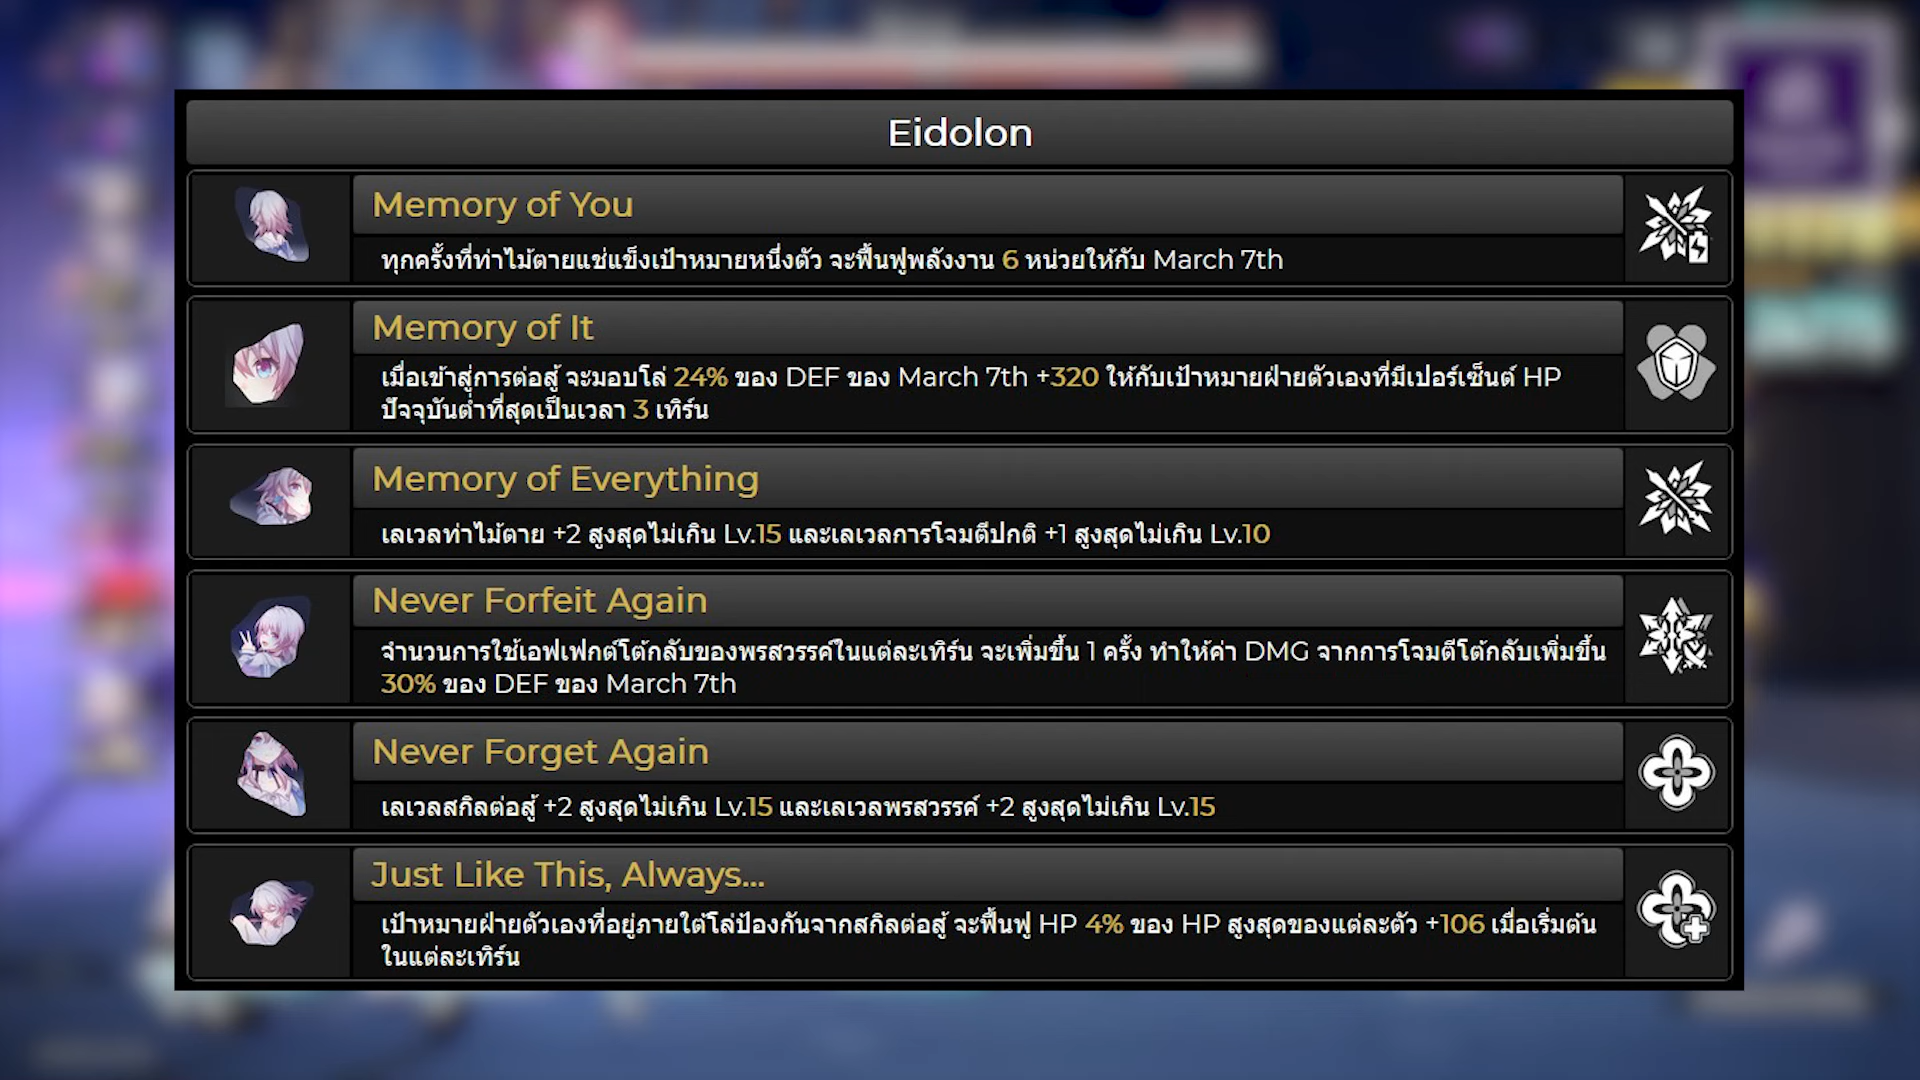 Eidolon
Memory of You
ทุกครั้งที่ท่าไม้ตายแช่แข็งเป้าหมายหนึ่งตัว จะฟื้นฟูพลังงาน 6 หน่วยให้กับ March 7th
Memory of It
เมื่อเข้าสู่การต่อสู้ จะมอบโล่ 24% ของ DEF ของ March 7th +320 ให้กับเป้าหมายฝ่ายตัวเองที่มีเปอร์เซ็นต์ HP
ปัจจุบันต่ำที่สุดเป็นเวลา 3 เทิร์น
Memory of Everything
เลเวลท่าไม้ตาย +2 สูงสุดไม่เกิน Lv.15 และเลเวลการโจมตีปกติ +1 สูงสุดไม่เกิน Lv.10
Never Forfeit Again
จำนวนการใช้เอฟเฟกต์โต้กลับของพรสวรรค์ในแต่ละเทิร์น จะเพิ่มขึ้น 1 ครั้ง ทำให้ค่า DMG จากการโจมตีโต้กลับเพิ่มขึ้น
30% ของ DEF ของ March 7th
Never Forget Again
เลเวลสกิลต่อสู้ +2 สูงสุดไม่เกิน Lv.15 และเลเวลพรสวรรค์ +2 สูงสุดไม่เกิน Lv.15
Just Like This, Always...
เป้าหมายฝ่ายตัวเองที่อยู่ภายใต้โล่ป้องกันจากสกิลต่อสู้ จะฟื้นฟู HP 4% ของ HP สูงสุดของแต่ละตัว +106 เมื่อเริ่มต้น
ในแต่ละเทิร์น